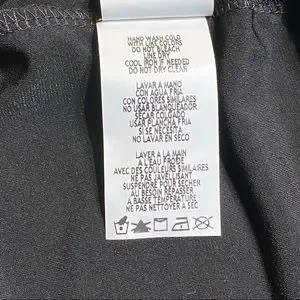 HAND WASH COLD
WITH LIKE COLORS
DO NOT BLEACH
LINE DRY
COOL IRON IF NEEDED
DO NOT DRY CLEAN
LAVAR A MANO
CON AGUA FRIA
CON COLORES SIMILARES
NO USAR BLANQUEADOR
SECAR COLGADO
USAR PLANCHA FRIA
SI SE NECESITA
NO LAVAR EN SECO
LAVER A LA MAIN
A L'EAU FROIDE
AVEC DES COULEURS SIMILAIRES
NE PAS JAVELLISANT
SUSPENDRE POUR SECHER
AU BESOIN REPASSER
A BASSE TEMPERATURE
NE PAS NETTOYER A SEC